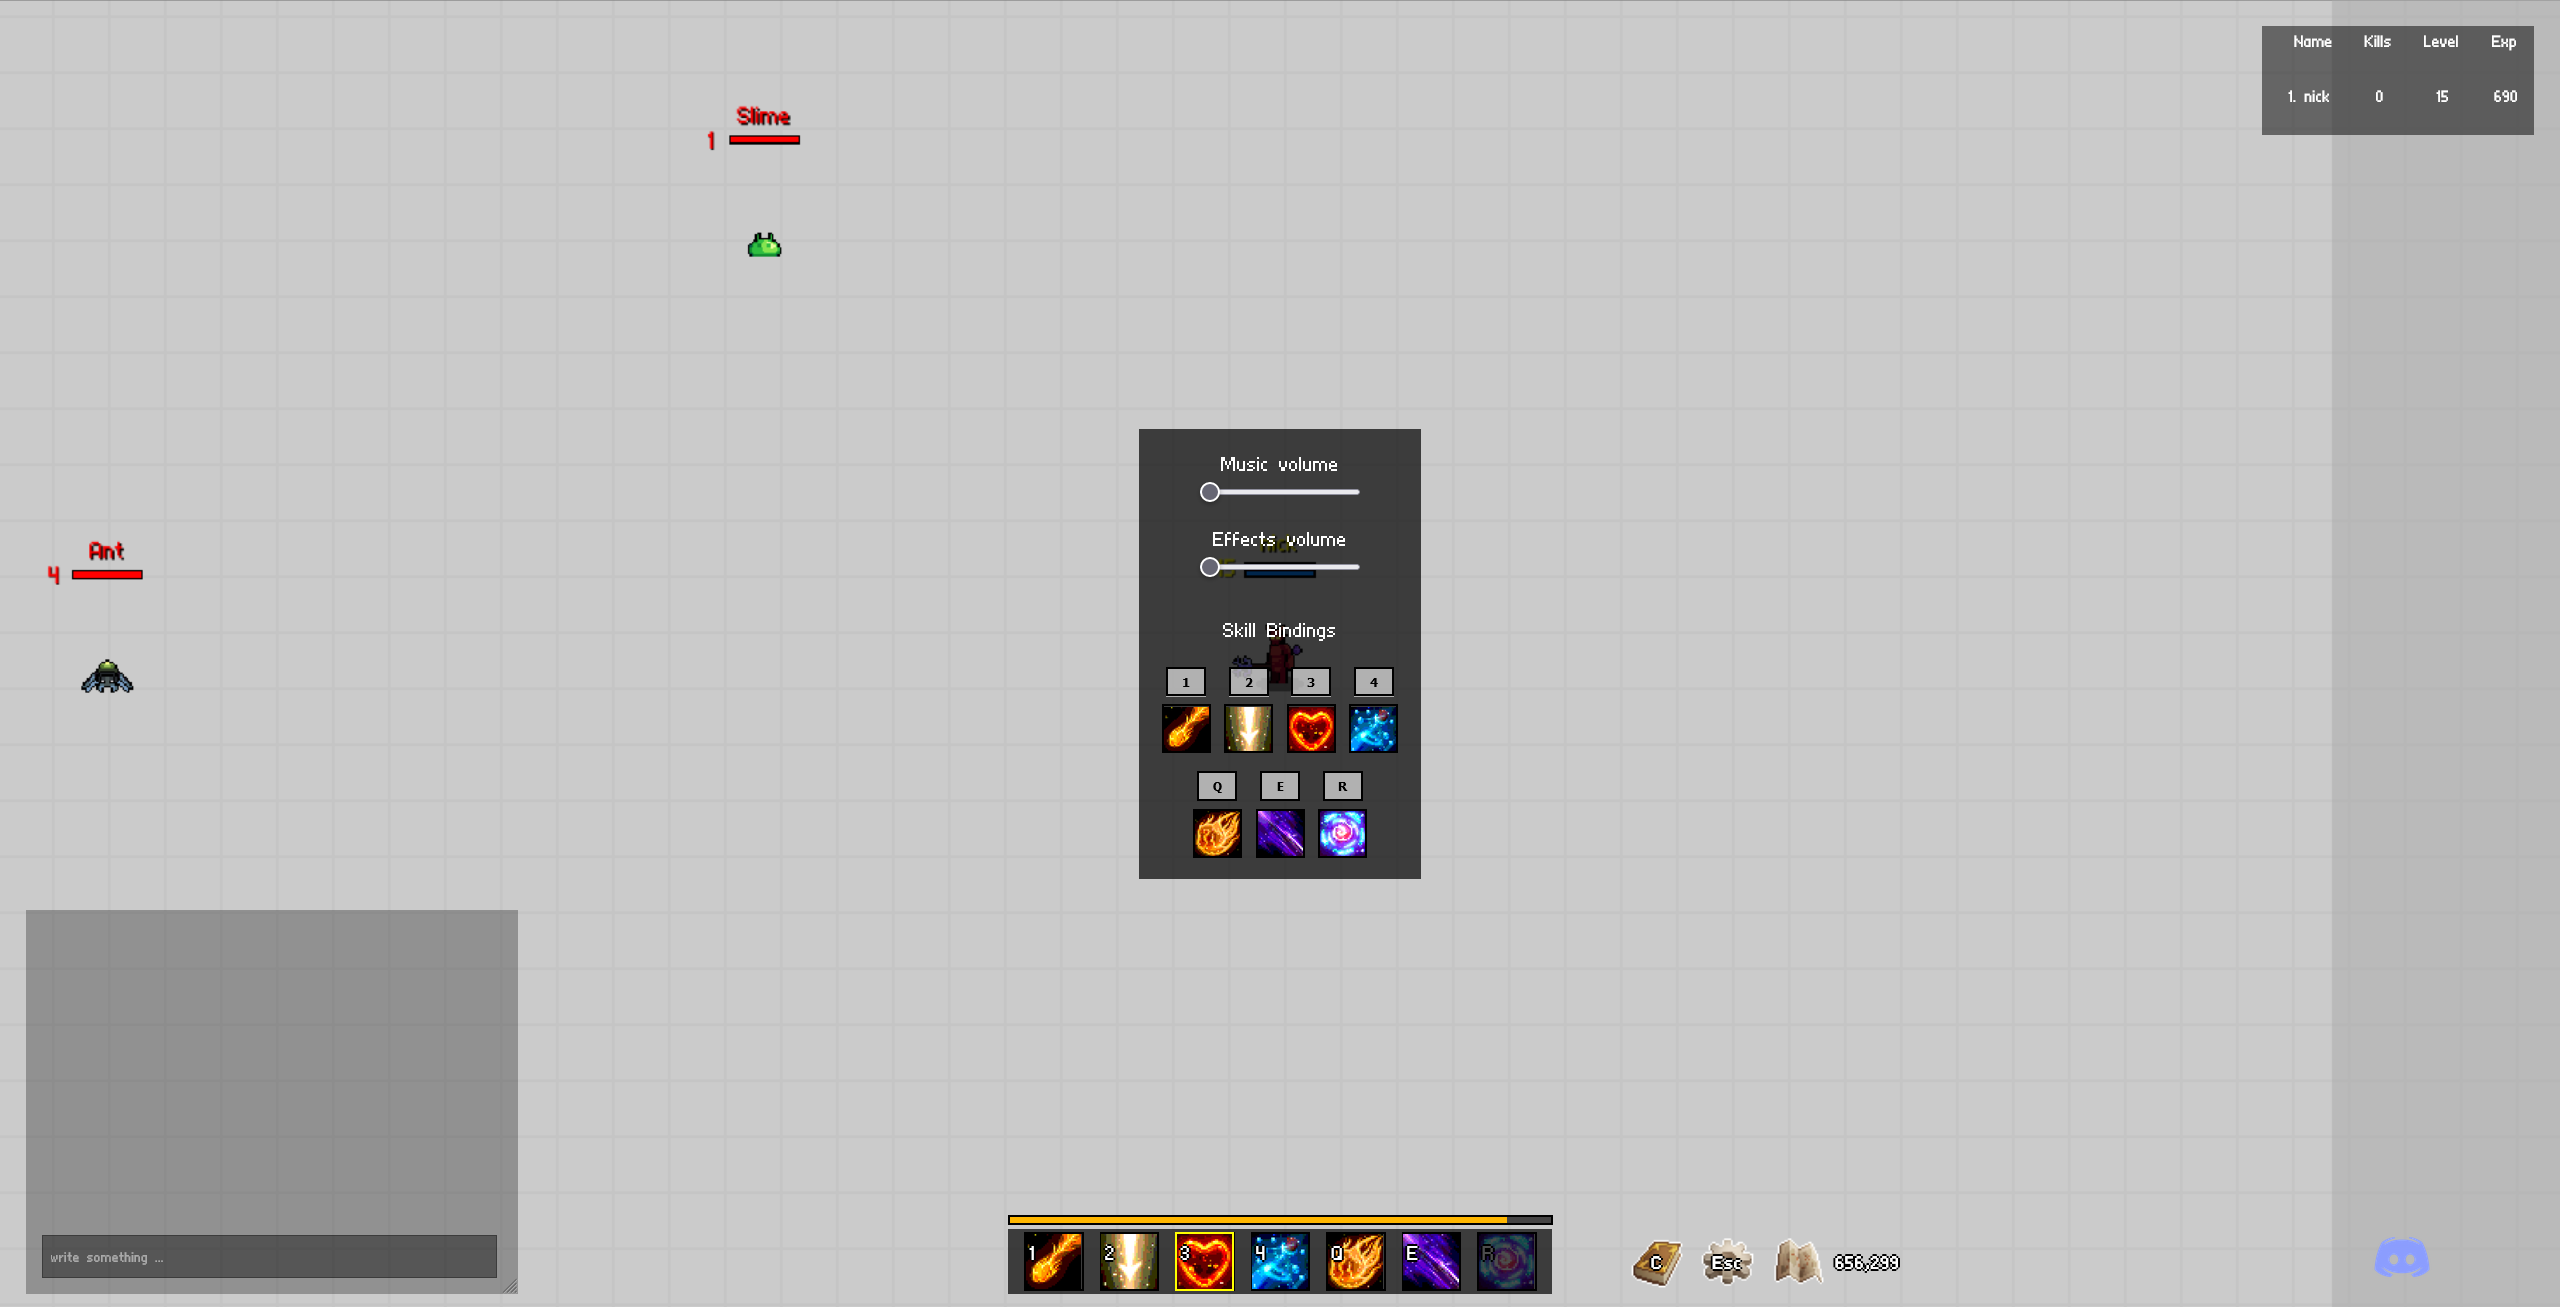 Name Kills Level Exp
1. nick 0 15 690
Slime
1
Music volume
Effects volume
Ant
4
Skill Bindings
1 2 3 4
Q E R
write something ...
1 2 3 4 Q E R
C Esc 656,299